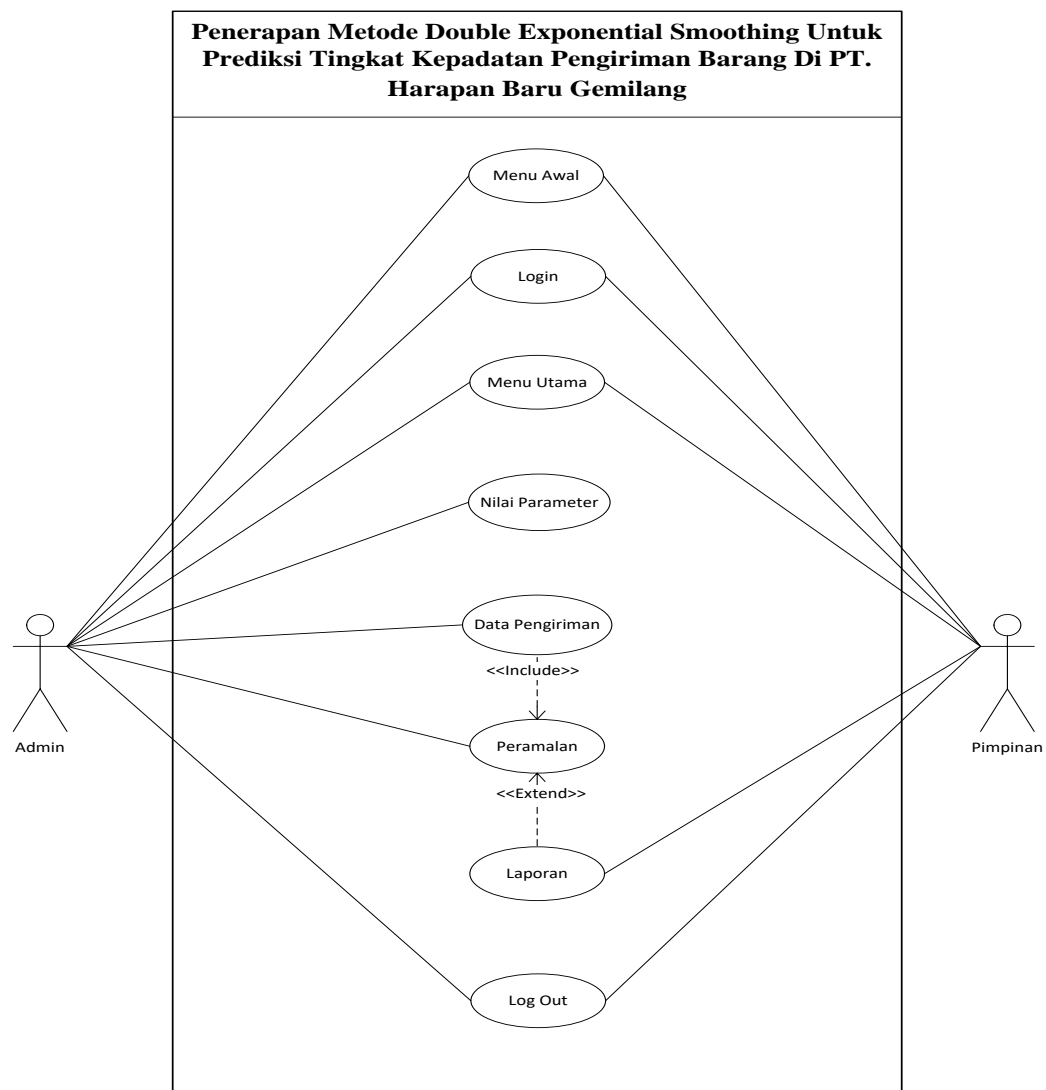 Penerapan Metode Double Exponential Smoothing Untuk
Prediksi Tingkat Kepadatan Pengiriman Barang Di PT.
Harapan Baru Gemilang
Menu Awal
Login
Menu Utama
Nilai Parameter
Data Pengiriman
<<Include>>
Peramalan
Admin
Pimpinan
<<Extend>>
Laporan
Log Out